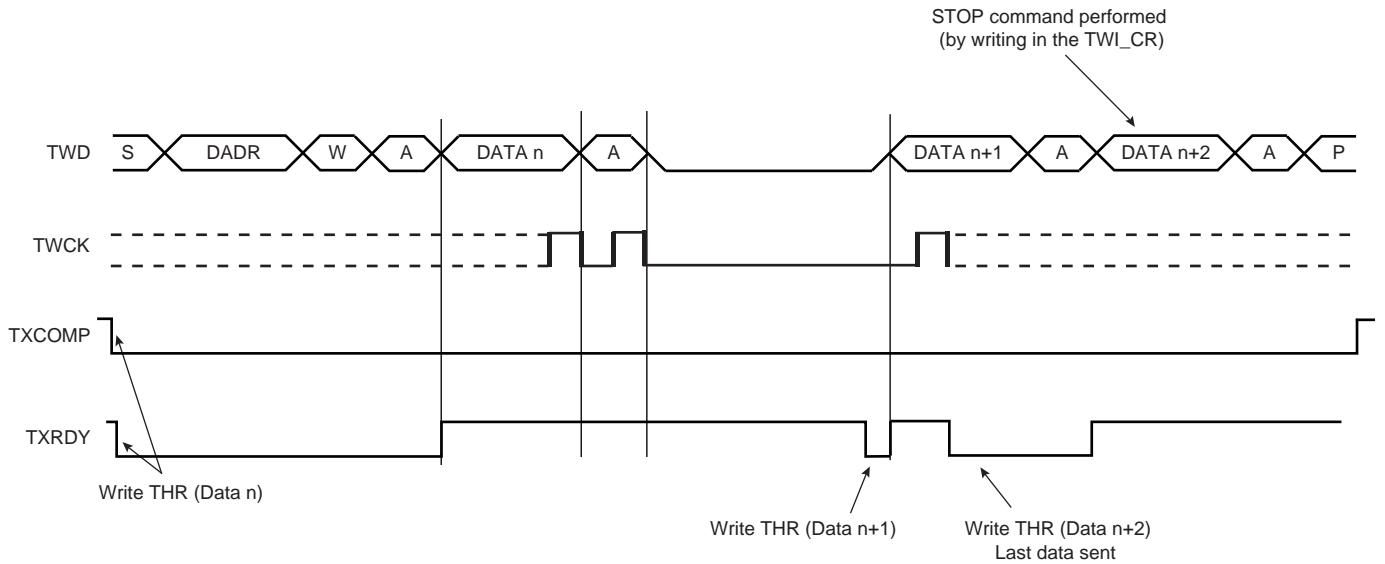 STOP command performed
(by writing in the TWI_CR)
TWD
S
DADR
W
A
DATA n
A
DATA n+1
A
DATA n+2
A
P
TWCK
TXCOMP
TXRDY
Write THR (Data n)
Write THR (Data n+1)
Write THR (Data n+2)
Last data sent